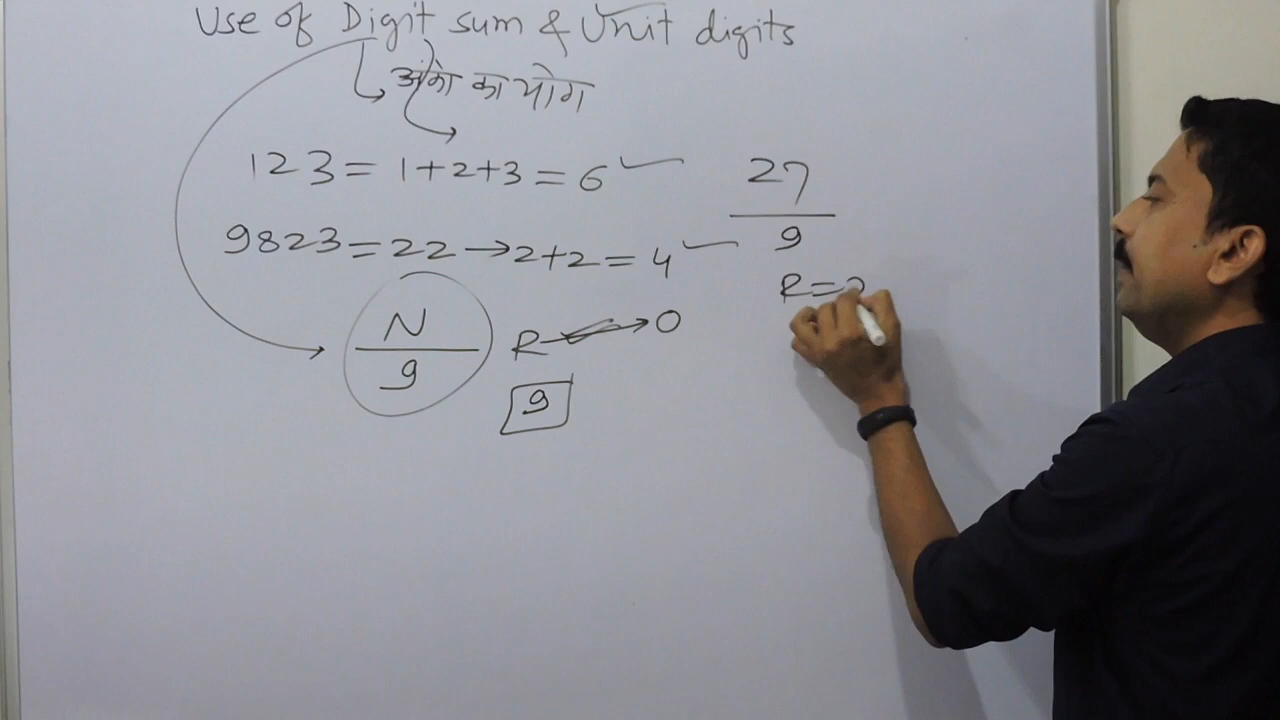 Use of Digit sum & Unit digits
अंको का योग
123 = 1+2+3 = 6 ✓
9823 = 22 → 2+2 = 4 ✓
N/9 R → 0
9
27/9
R =